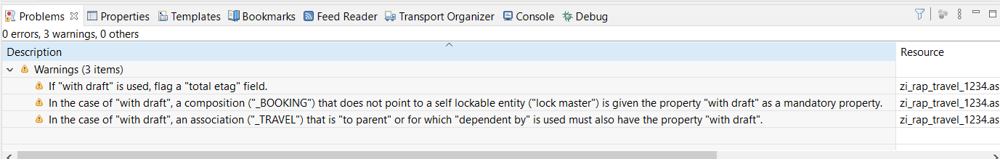 Problems Properties Templates Bookmarks Feed Reader Transport Organizer Console Debug
0 errors, 3 warnings, 0 others
Description Resource
Warnings (3 items)
If "with draft" is used, flag a "total etag" field. zi_rap_travel_1234.as
In the case of "with draft", a composition ("_BOOKING") that does not point to a self lockable entity ("lock master") is given the property "with draft" as a mandatory property. zi_rap_travel_1234.as
In the case of "with draft", an association ("_TRAVEL") that is "to parent" or for which "dependent by" is used must also have the property "with draft". zi_rap_travel_1234.as